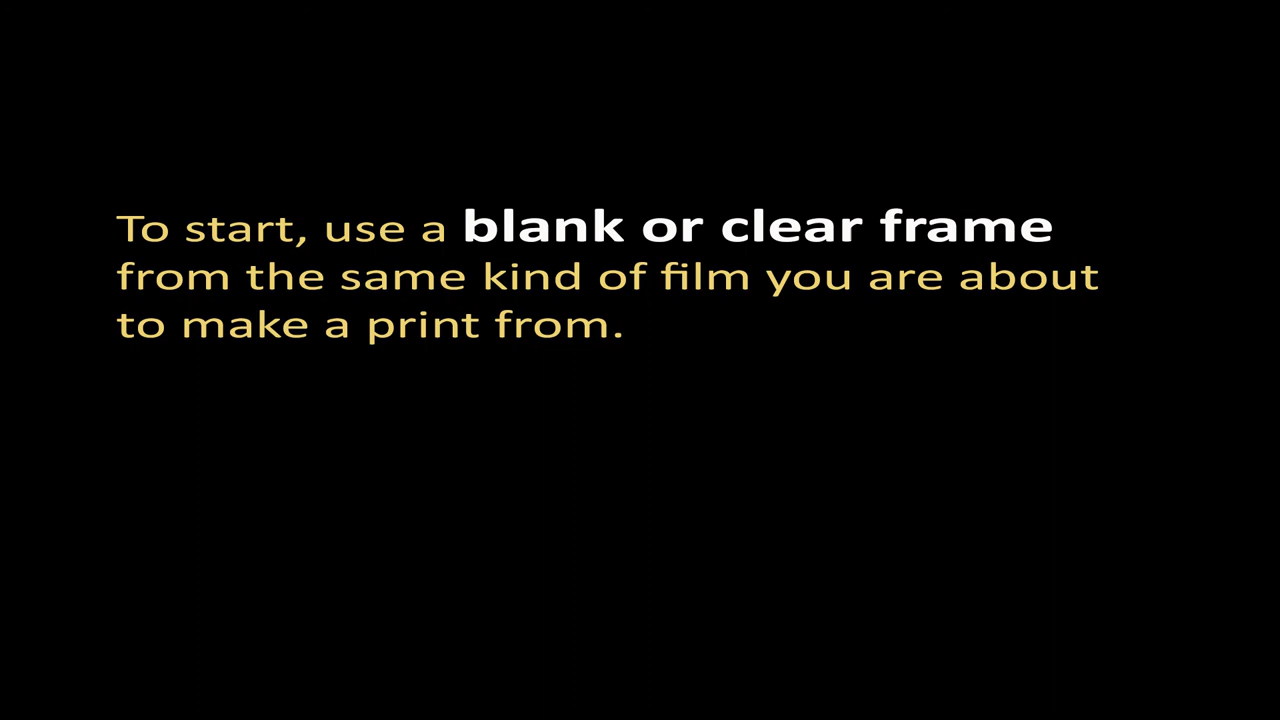 To start, use a blank or clear frame
from the same kind of film you are about
to make a print from.